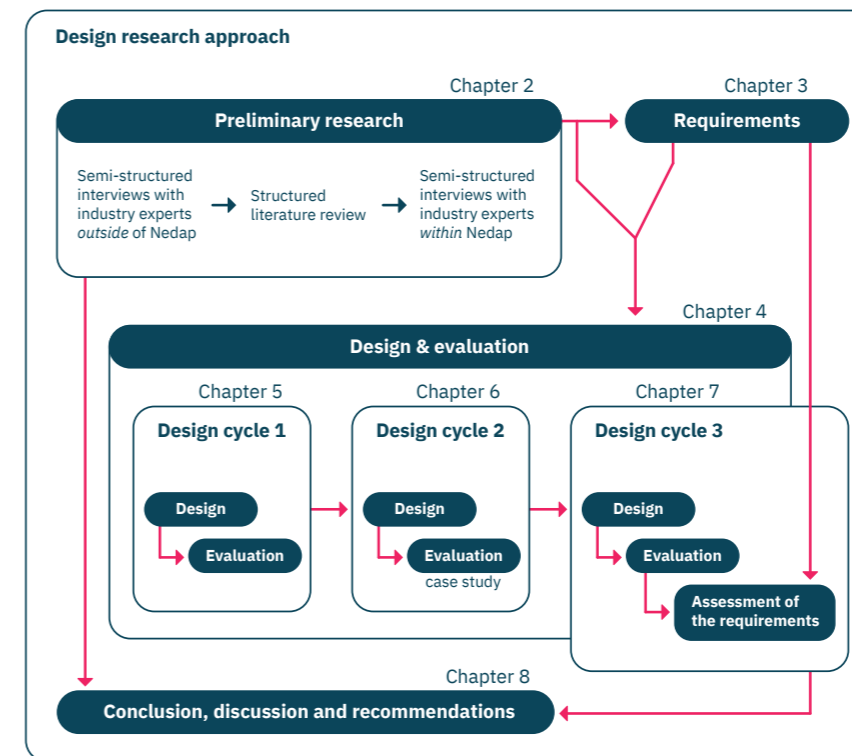 Design research approach
Chapter 2
Chapter 3
Preliminary research
Requirements
Semi-structured
interviews with
industry experts
outside of Nedap
Structured
literature review
Semi-structured
interviews with
industry experts
within Nedap
Chapter 4
Design & evaluation
Chapter 5
Chapter 6
Chapter 7
Design cycle 1
Design
Evaluation
Design cycle 2
Design
Evaluation
case study
Design cycle 3
Design
Evaluation
Assessment of
the requirements
Chapter 8
Conclusion, discussion and recommendations